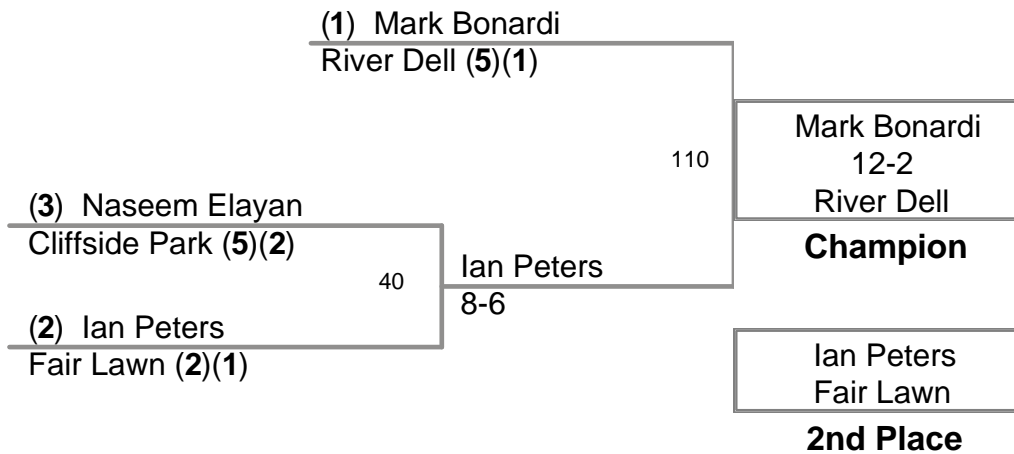 (1) Mark Bonardi
River Dell (5)(1)
110
Mark Bonardi
12-2
River Dell
Champion
(3) Naseem Elayan
Cliffside Park (5)(2)
40
Ian Peters
8-6
(2) Ian Peters
Fair Lawn (2)(1)
Ian Peters
Fair Lawn
2nd Place